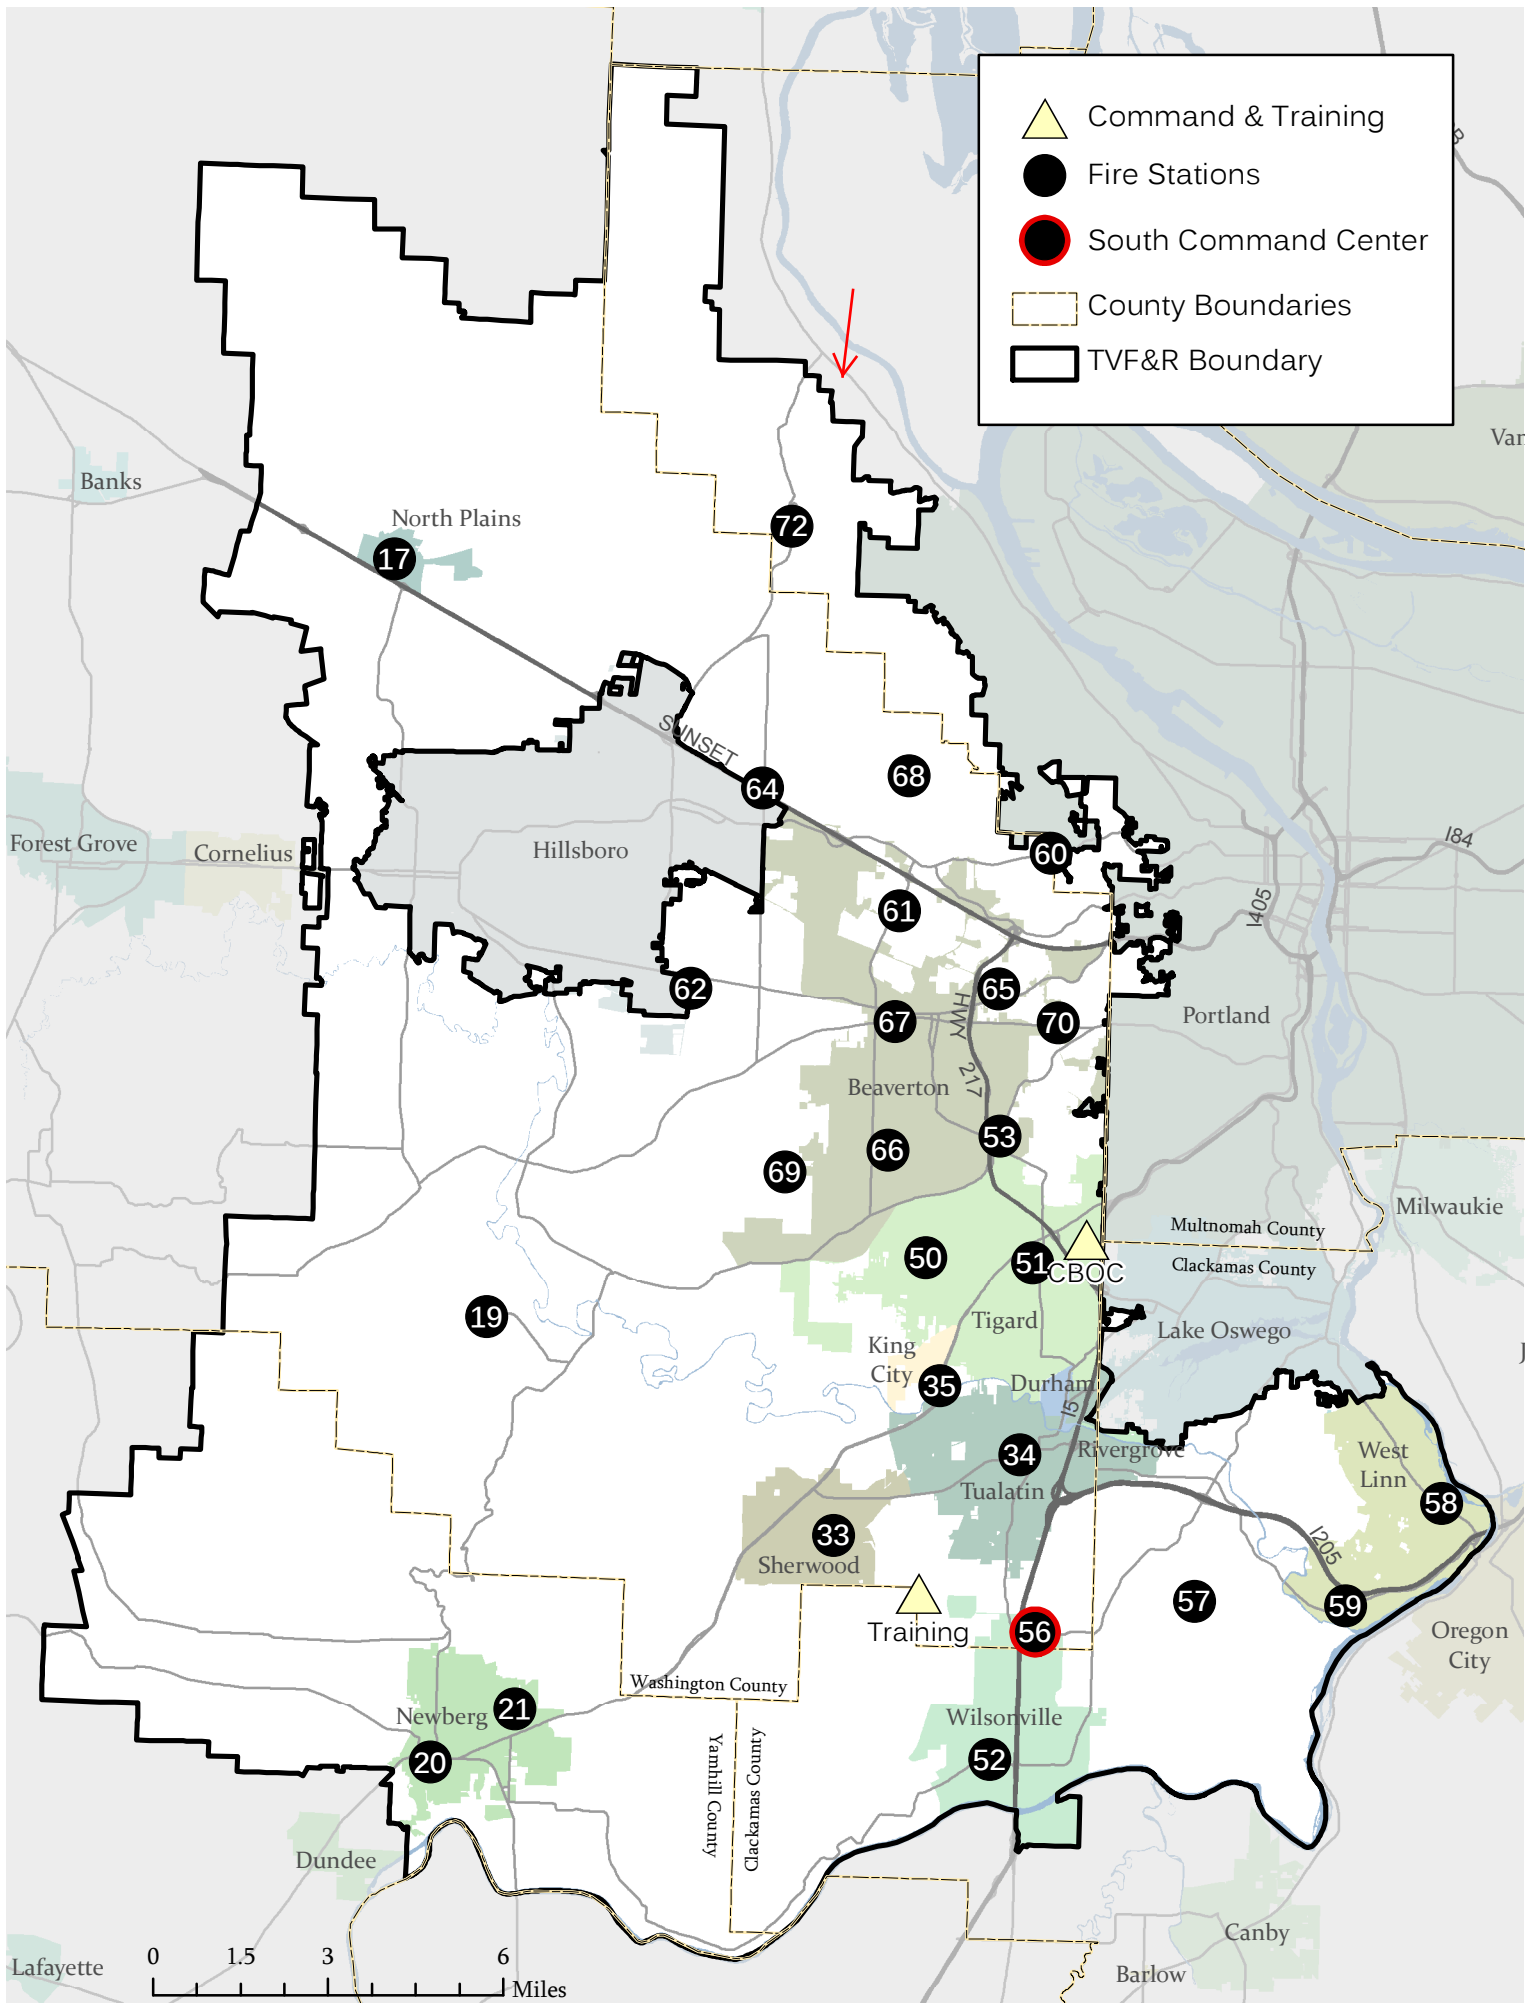 Command & Training
Fire Stations
South Command Center
County Boundaries
TVF&R Boundary
Banks
North Plains
17
72
SUNSET
64
68
60
Forest Grove
Cornelius
Hillsboro
I84
I405
61
62
65
67
70
HWY
217
Portland
Beaverton
53
66
69
Milwaukie
Multnomah County
Clackamas County
50
51
CBOC
19
Tigard
Lake Oswego
King
City
35
Durham
I5
34
Rivergrove
Tualatin
West
Linn
58
33
Sherwood
I205
57
59
Training
56
Oregon
City
Washington County
Newberg
21
20
Wilsonville
52
Yamhill County
Clackamas County
Dundee
Canby
Barlow
Lafayette
0 1.5 3 6
Miles